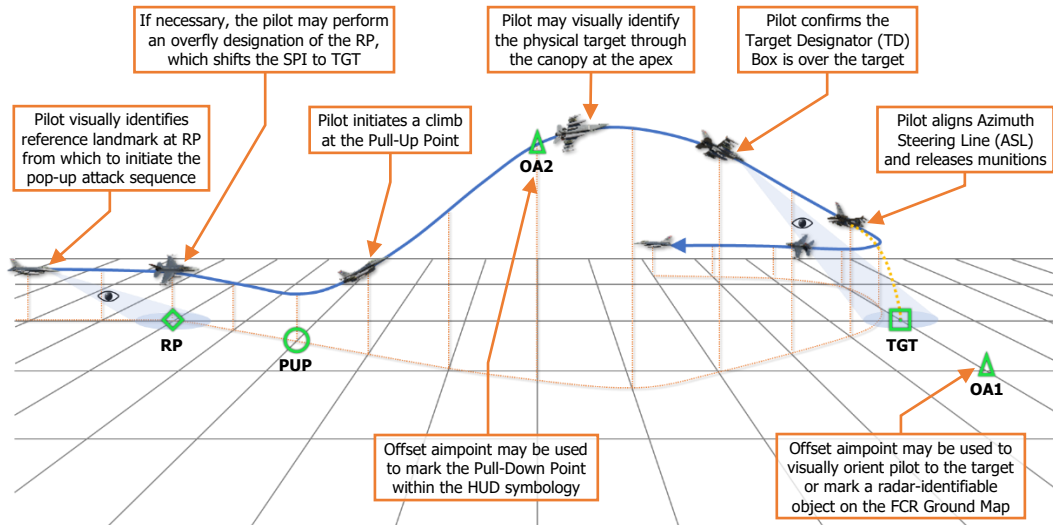 If necessary, the pilot may perform
an overfly designation of the RP,
which shifts the SPI to TGT
Pilot may visually identify
the physical target through
the canopy at the apex
Pilot confirms the
Target Designator (TD)
Box is over the target
Pilot visually identifies
reference landmark at RP
from which to initiate the
pop-up attack sequence
Pilot initiates a climb
at the Pull-Up Point
Pilot aligns Azimuth
Steering Line (ASL)
and releases munitions
OA2
RP
PUP
TGT
OA1
Offset aimpoint may be used
to mark the Pull-Down Point
within the HUD symbology
Offset aimpoint may be used to
visually orient pilot to the target
or mark a radar-identifiable
object on the FCR Ground Map